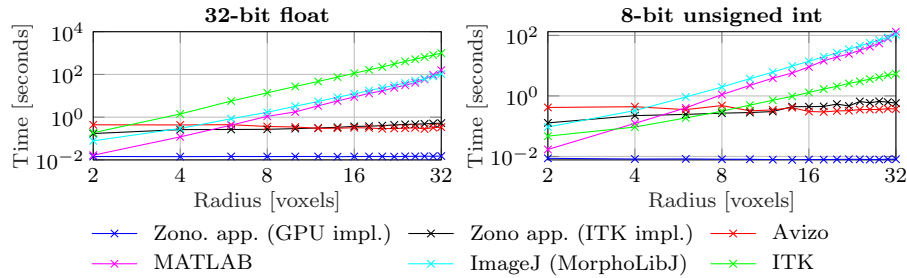 32-bit float
8-bit unsigned int
Time [seconds]
10^4
10^2
10^0
10^−2
2 4 8 16 32
Radius [voxels]
Time [seconds]
10^2
10^0
10^−2
2 4 8 16 32
Radius [voxels]
Zono. app. (GPU impl.) Zono app. (ITK impl.) Avizo
MATLAB ImageJ (MorphoLibJ) ITK